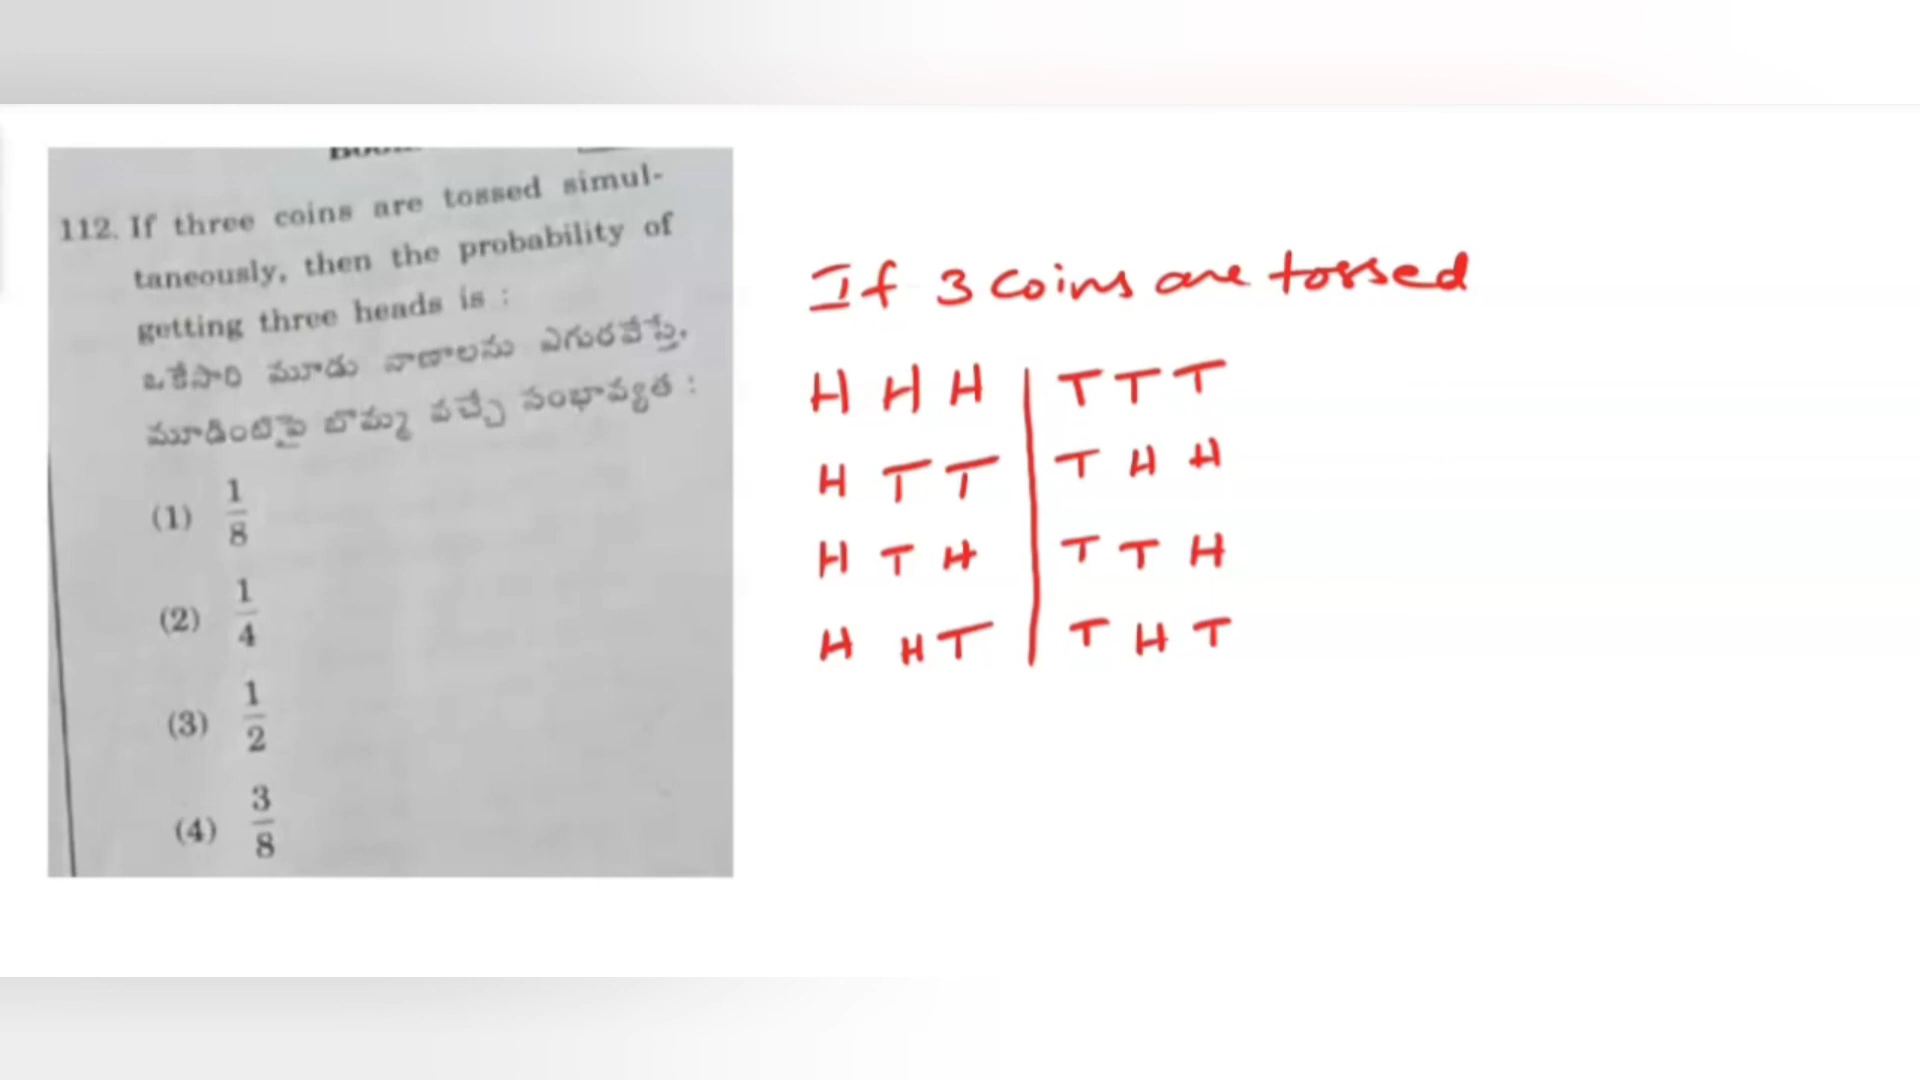 112. If three coins are tossed simul-
taneously, then the probability of
getting three heads is :
ఒకేసారి మూడు నాణాలను ఎగురవేస్తే,
మూడింటిపై బొమ్మ వచ్చే సంభావ్యత :
(1) 1/8
(2) 1/4
(3) 1/2
(4) 3/8
If 3 coins are tossed
H H H | T T T
H T T | T H H
H T H | T T H
H H T | T H T